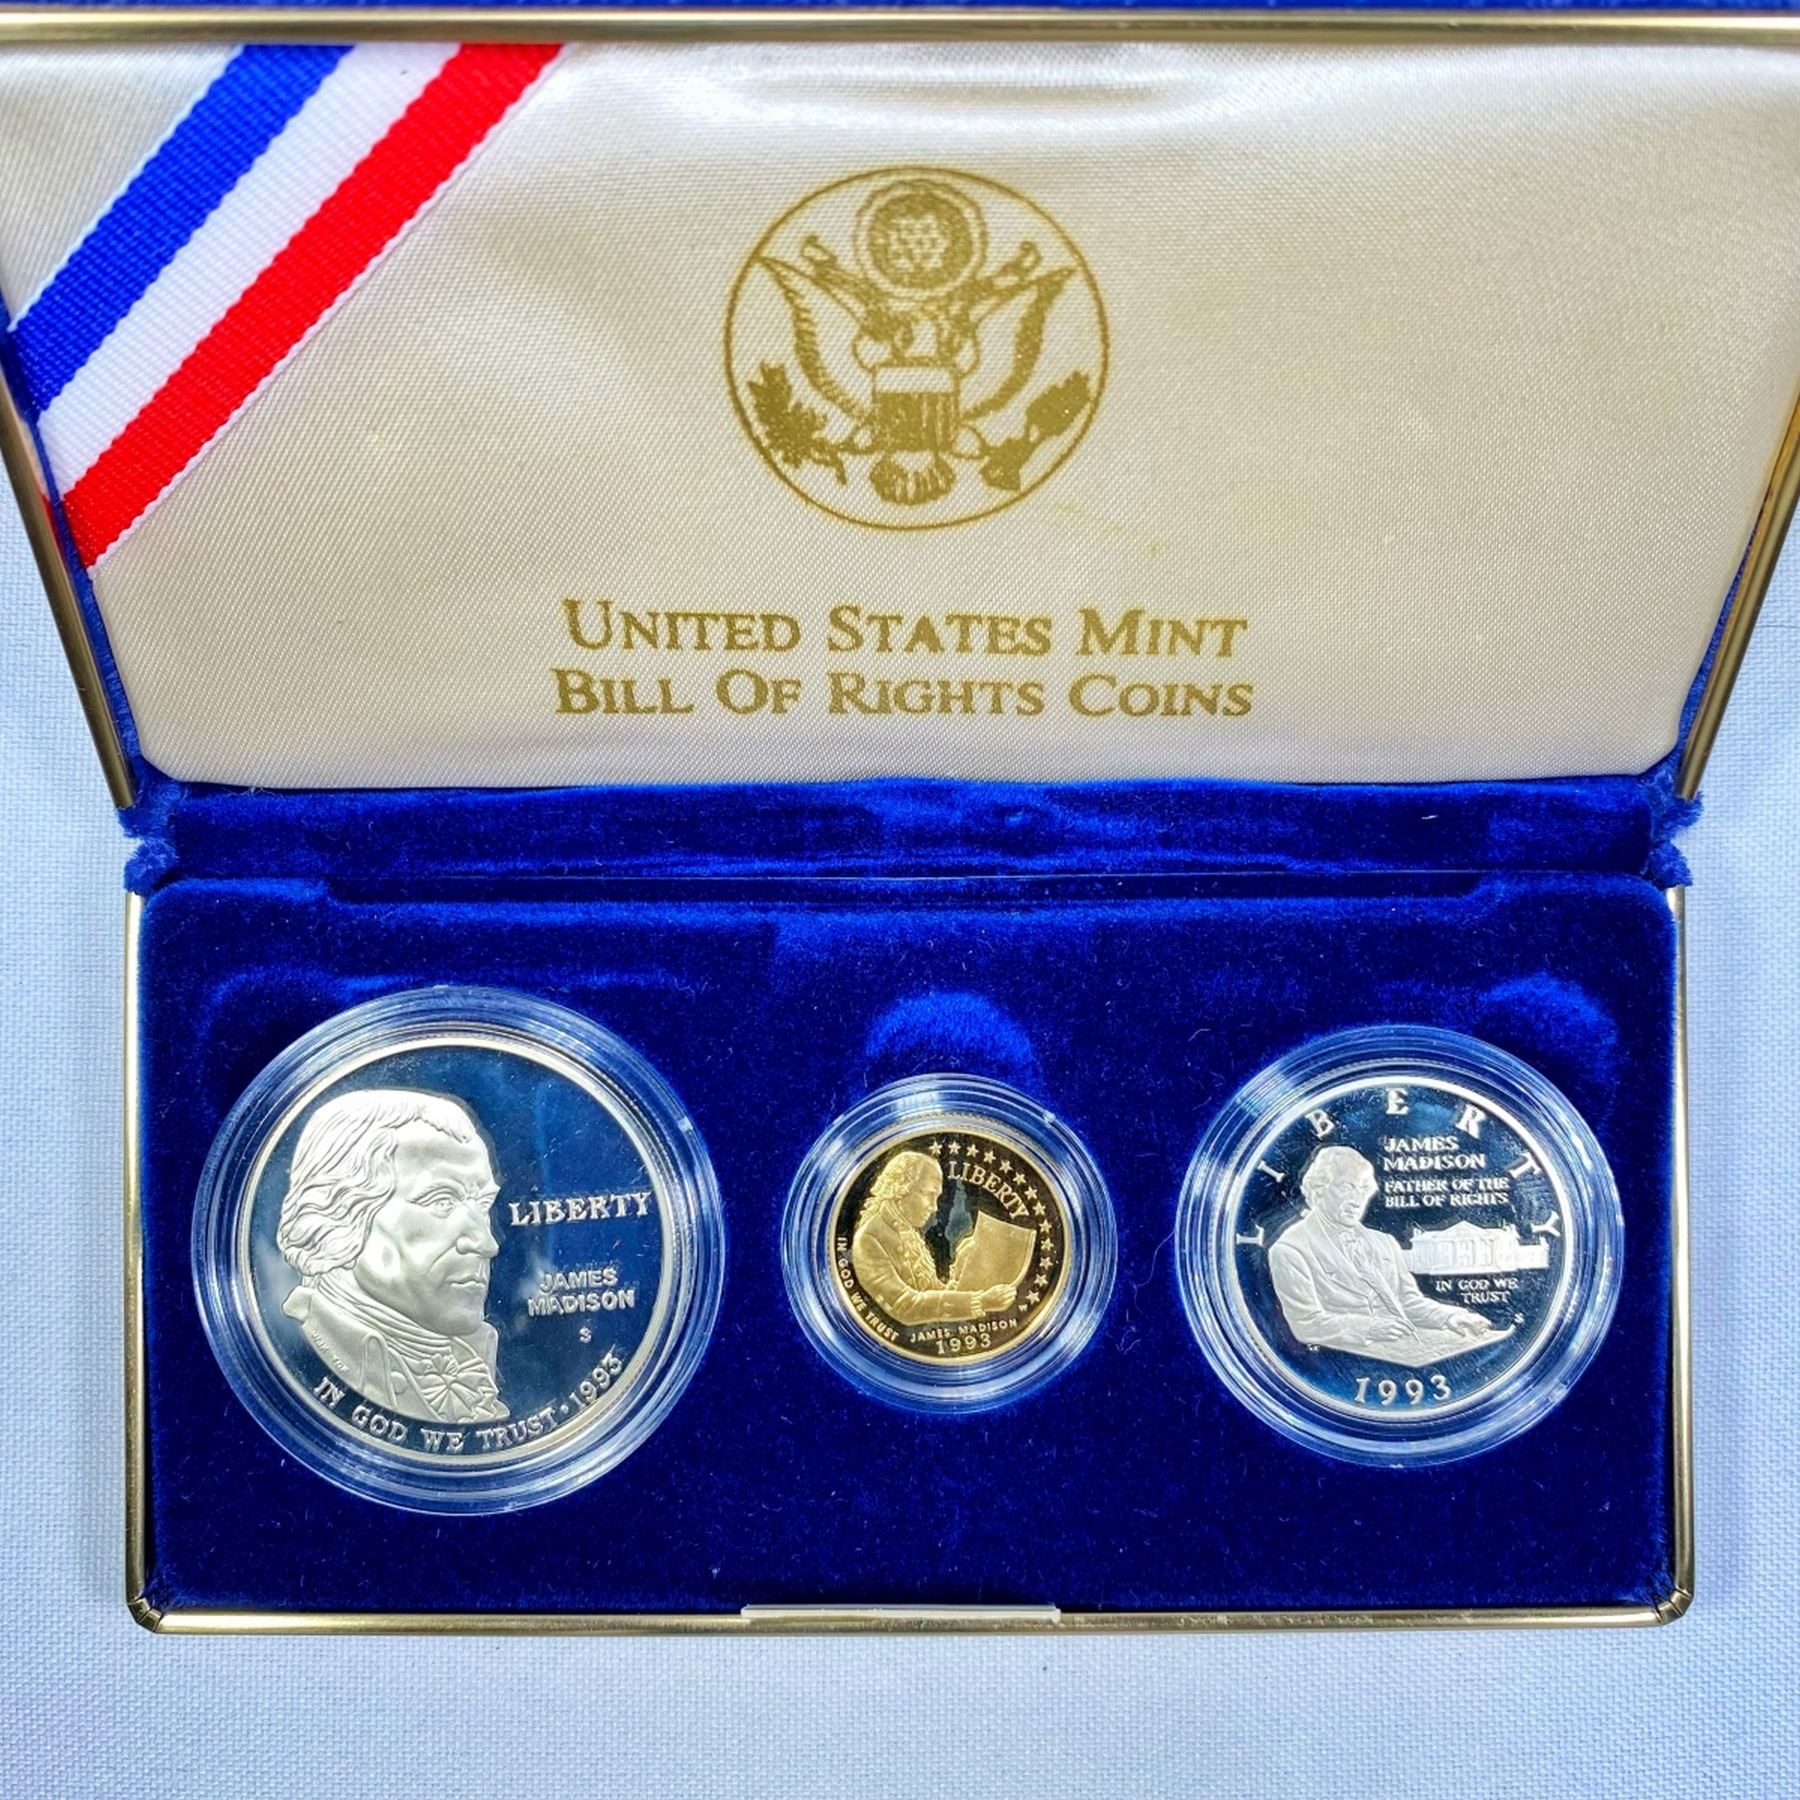 UNITED STATES MINT
BILL OF RIGHTS COINS
LIBERTY
JAMES
MADISON
S
IN GOD WE TRUST · 1993
LIBERTY
IN GOD WE TRUST
JAMES MADISON
1993
LIBERTY
JAMES
MADISON
FATHER OF THE
BILL OF RIGHTS
IN GOD WE
TRUST
S
1993